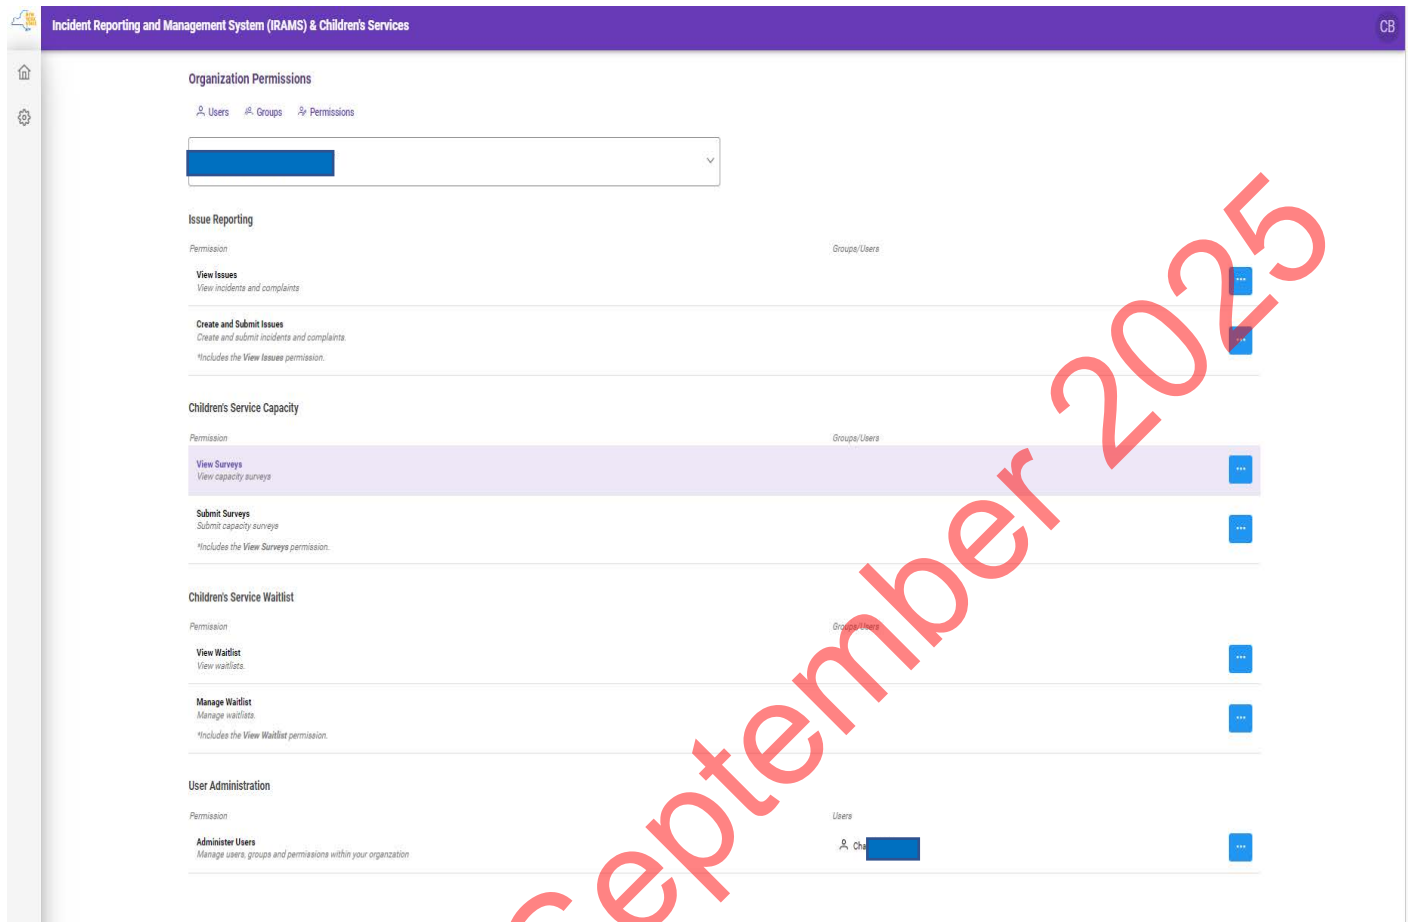 Incident Reporting and Management System (IRAMS) & Children's Services
CB
Organization Permissions
Users Groups Permissions
Issue Reporting
Permission Groups/Users
View Issues
View incidents and complaints
Create and Submit Issues
Create and submit incidents and complaints.
*Includes the View Issues permission.
Children's Service Capacity
Permission Groups/Users
View Surveys
View capacity surveys
Submit Surveys
Submit capacity surveys
*Includes the View Surveys permission.
Children's Service Waitlist
Permission Groups/Users
View Waitlist
View waitlists.
Manage Waitlist
Manage waitlists.
*Includes the View Waitlist permission.
User Administration
Permission Users
Administer Users
Manage users, groups and permissions within your organzation
Cha
September 2025